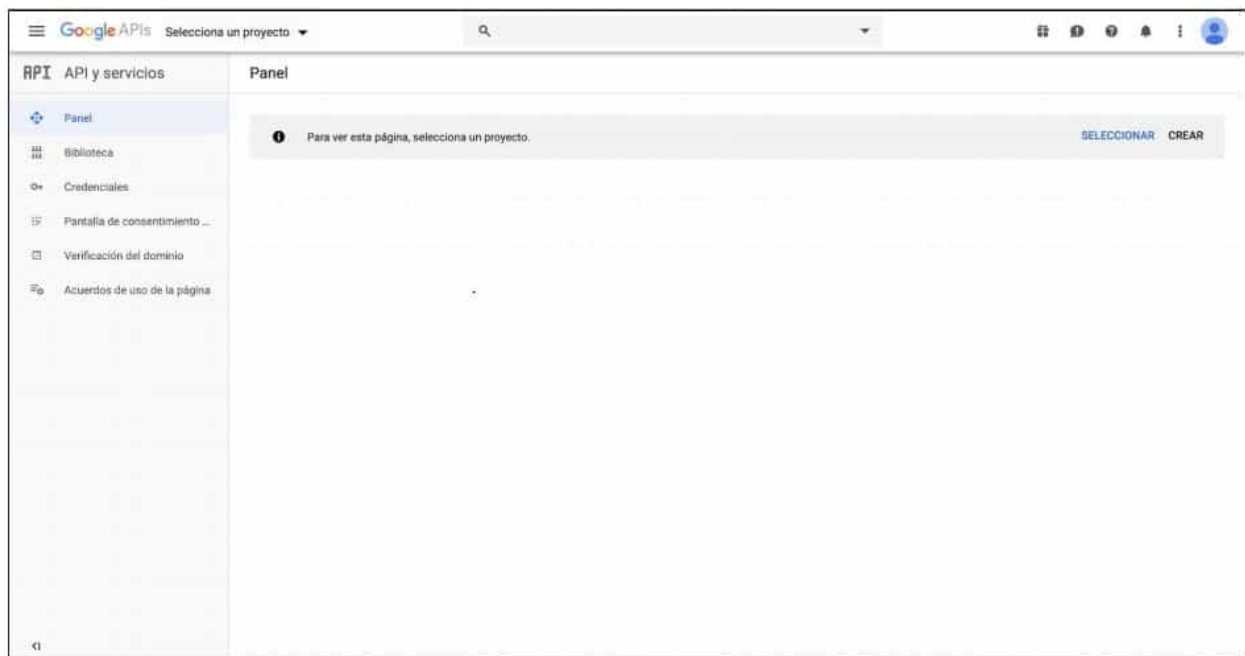 Google APIs Selecciona un proyecto
API API y servicios Panel
Panel
Para ver esta página, selecciona un proyecto. SELECCIONAR CREAR
Biblioteca
Credenciales
Pantalla de consentimiento ...
Verificación del dominio
Acuerdos de uso de la página